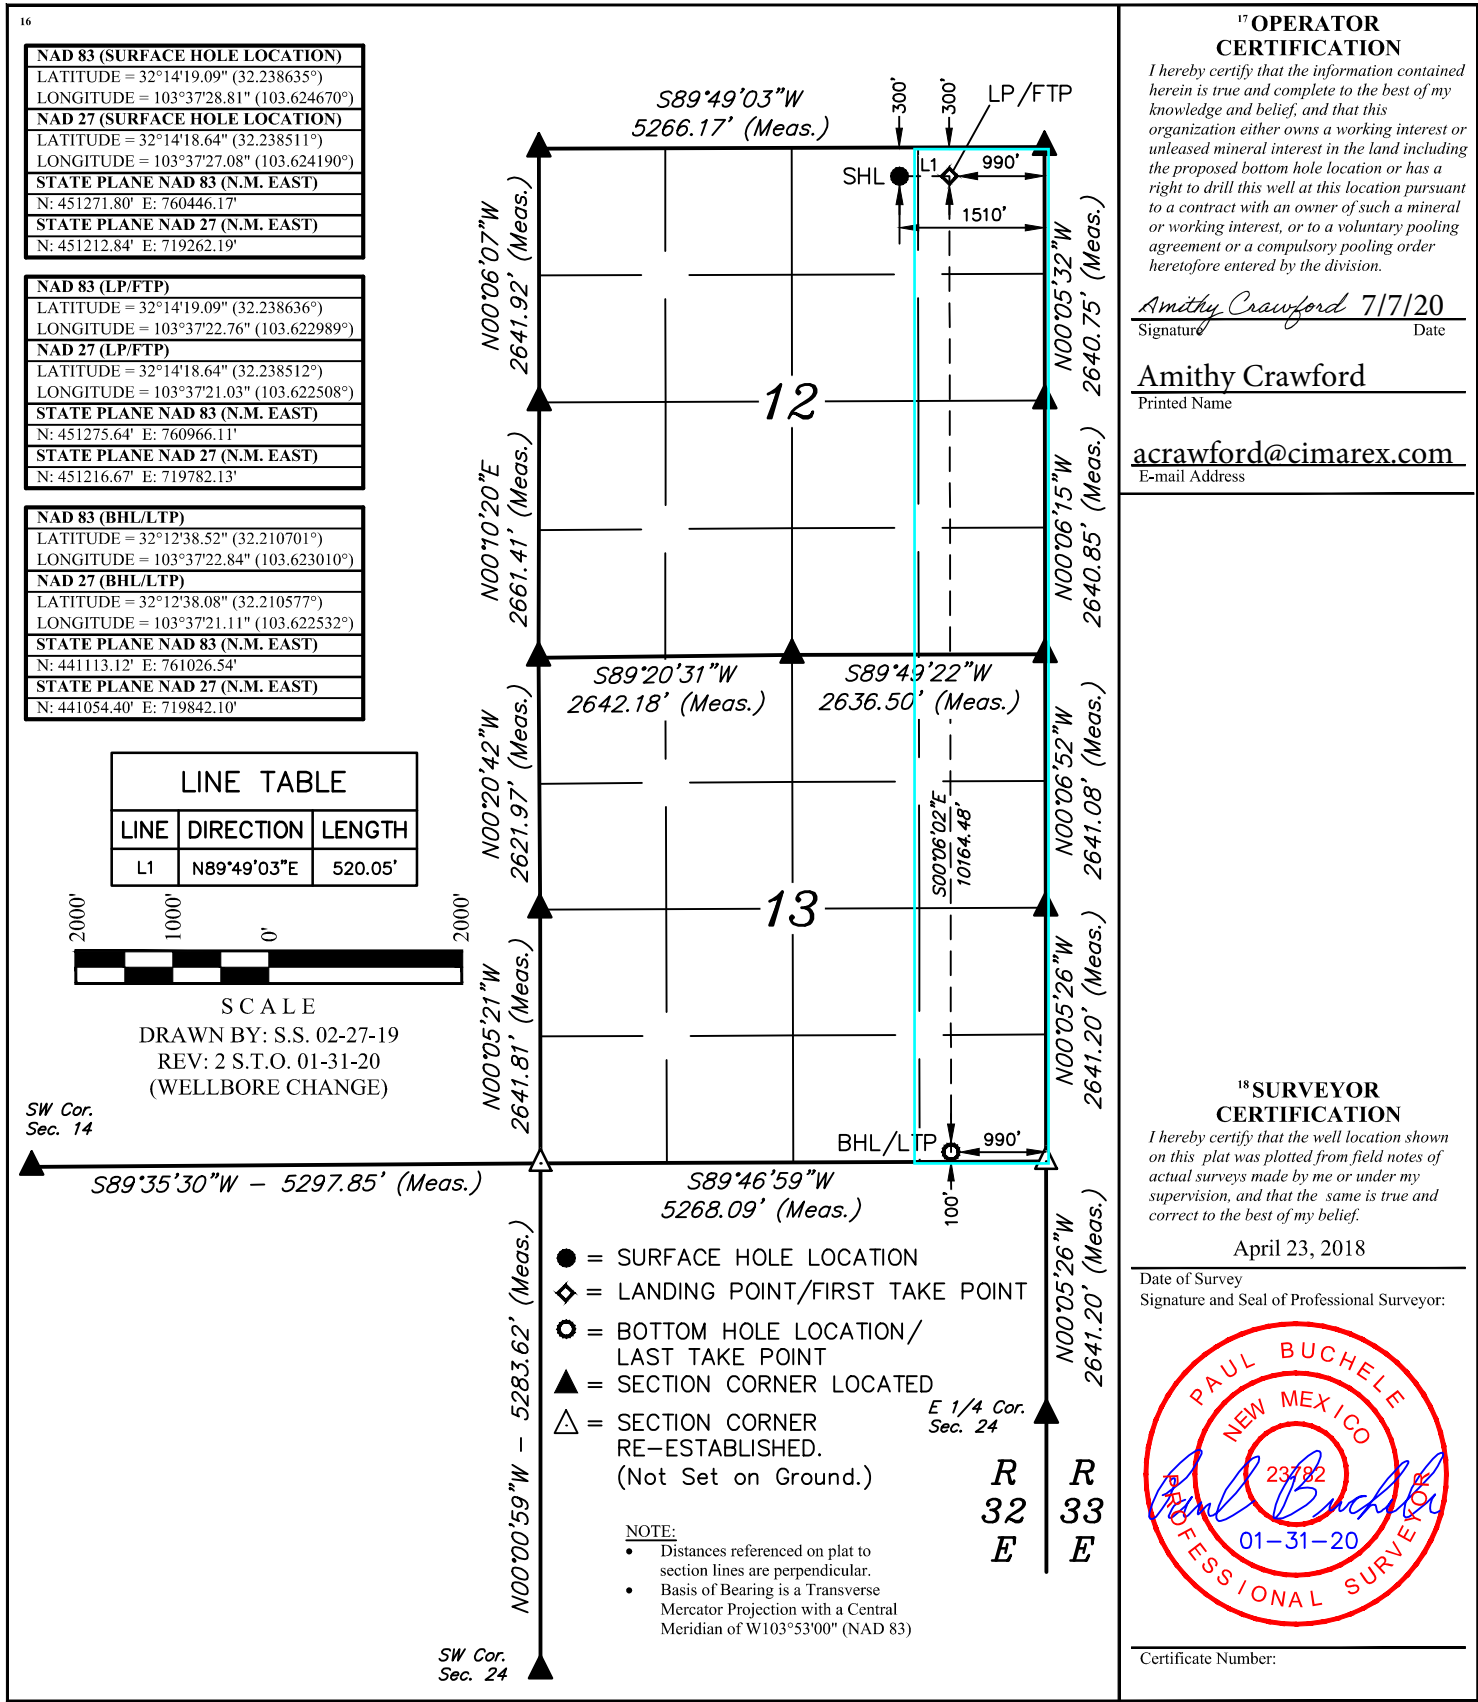 16
NAD 83 (SURFACE HOLE LOCATION)
LATITUDE = 32°14'19.09" (32.238635°)
LONGITUDE = 103°37'28.81" (103.624670°)
NAD 27 (SURFACE HOLE LOCATION)
LATITUDE = 32°14'18.64" (32.238511°)
LONGITUDE = 103°37'27.08" (103.624190°)
STATE PLANE NAD 83 (N.M. EAST)
N: 451271.80' E: 760446.17'
STATE PLANE NAD 27 (N.M. EAST)
N: 451212.84' E: 719262.19'
NAD 83 (LP/FTP)
LATITUDE = 32°14'19.09" (32.238636°)
LONGITUDE = 103°37'22.76" (103.622989°)
NAD 27 (LP/FTP)
LATITUDE = 32°14'18.64" (32.238512°)
LONGITUDE = 103°37'21.03" (103.622508°)
STATE PLANE NAD 83 (N.M. EAST)
N: 451275.64' E: 760966.11'
STATE PLANE NAD 27 (N.M. EAST)
N: 451216.67' E: 719782.13'
NAD 83 (BHL/LTP)
LATITUDE = 32°12'38.52" (32.210701°)
LONGITUDE = 103°37'22.84" (103.623010°)
NAD 27 (BHL/LTP)
LATITUDE = 32°12'38.08" (32.210577°)
LONGITUDE = 103°37'21.11" (103.622532°)
STATE PLANE NAD 83 (N.M. EAST)
N: 441113.12' E: 761026.54'
STATE PLANE NAD 27 (N.M. EAST)
N: 441054.40' E: 719842.10'
LINE TABLE
LINE DIRECTION LENGTH
L1 N89°49'03"E 520.05'
2000' 1000' 0' 2000'
SCALE
DRAWN BY: S.S. 02-27-19
REV: 2 S.T.O. 01-31-20
(WELLBORE CHANGE)
SW Cor.
Sec. 14
S89°35'30"W – 5297.85' (Meas.)
S89°49'03"W
5266.17' (Meas.)
300'
300'
LP/FTP
SHL
L1
990'
1510'
N00°06'07"W
2641.92' (Meas.)
N00°05'32"W
2640.75' (Meas.)
12
N00°10'20"E
2661.41' (Meas.)
N00°06'15"W
2640.85' (Meas.)
S89°20'31"W
2642.18' (Meas.)
S89°49'22"W
2636.50' (Meas.)
N00°20'42"W
2621.97' (Meas.)
S00°06'02"E
10164.48'
N00°06'52"W
2641.08' (Meas.)
13
N00°05'21"W
2641.81' (Meas.)
N00°05'26"W
2641.20' (Meas.)
BHL/LTP
990'
100'
S89°46'59"W
5268.09' (Meas.)
N00°00'59"W – 5283.62' (Meas.)
N00°05'26"W
2641.20' (Meas.)
= SURFACE HOLE LOCATION
= LANDING POINT/FIRST TAKE POINT
= BOTTOM HOLE LOCATION/
LAST TAKE POINT
= SECTION CORNER LOCATED
= SECTION CORNER
RE–ESTABLISHED.
(Not Set on Ground.)
E 1/4 Cor.
Sec. 24
R R
32 33
E E
NOTE:
• Distances referenced on plat to
section lines are perpendicular.
• Basis of Bearing is a Transverse
Mercator Projection with a Central
Meridian of W103°53'00" (NAD 83)
SW Cor.
Sec. 24
17 OPERATOR
CERTIFICATION
I hereby certify that the information contained
herein is true and complete to the best of my
knowledge and belief, and that this
organization either owns a working interest or
unleased mineral interest in the land including
the proposed bottom hole location or has a
right to drill this well at this location pursuant
to a contract with an owner of such a mineral
or working interest, or to a voluntary pooling
agreement or a compulsory pooling order
heretofore entered by the division.
Amithy Crawford 7/7/20
Signature Date
Amithy Crawford
Printed Name
acrawford@cimarex.com
E-mail Address
18 SURVEYOR
CERTIFICATION
I hereby certify that the well location shown
on this plat was plotted from field notes of
actual surveys made by me or under my
supervision, and that the same is true and
correct to the best of my belief.
April 23, 2018
Date of Survey
Signature and Seal of Professional Surveyor:
PAUL BUCHELE
NEW MEXICO
23782
Paul Buchele
01–31–20
PROFESSIONAL SURVEYOR
Certificate Number: